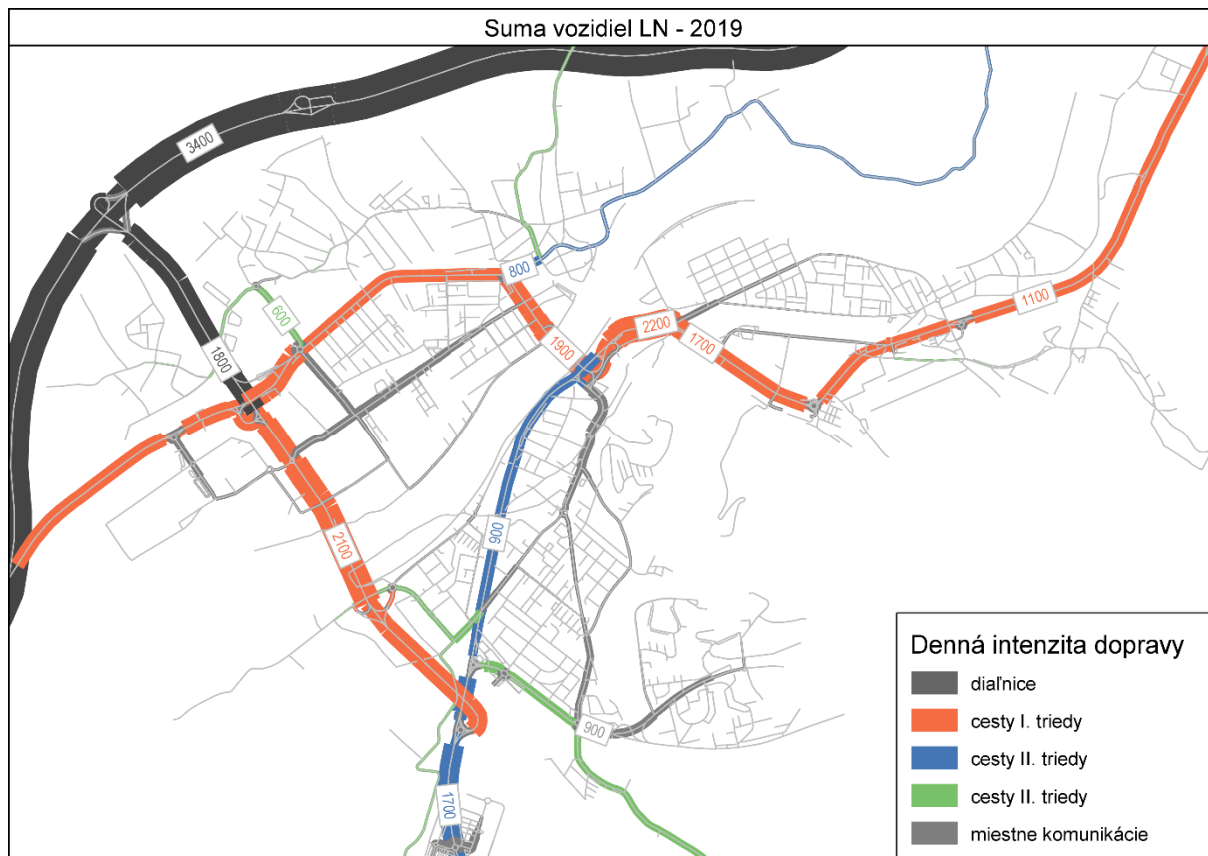 Suma vozidiel LN - 2019
3400
1800
600
800
1900
2200
1700
1100
2100
900
900
1700
Denná intenzita dopravy
diaľnice
cesty I. triedy
cesty II. triedy
cesty II. triedy
miestne komunikácie